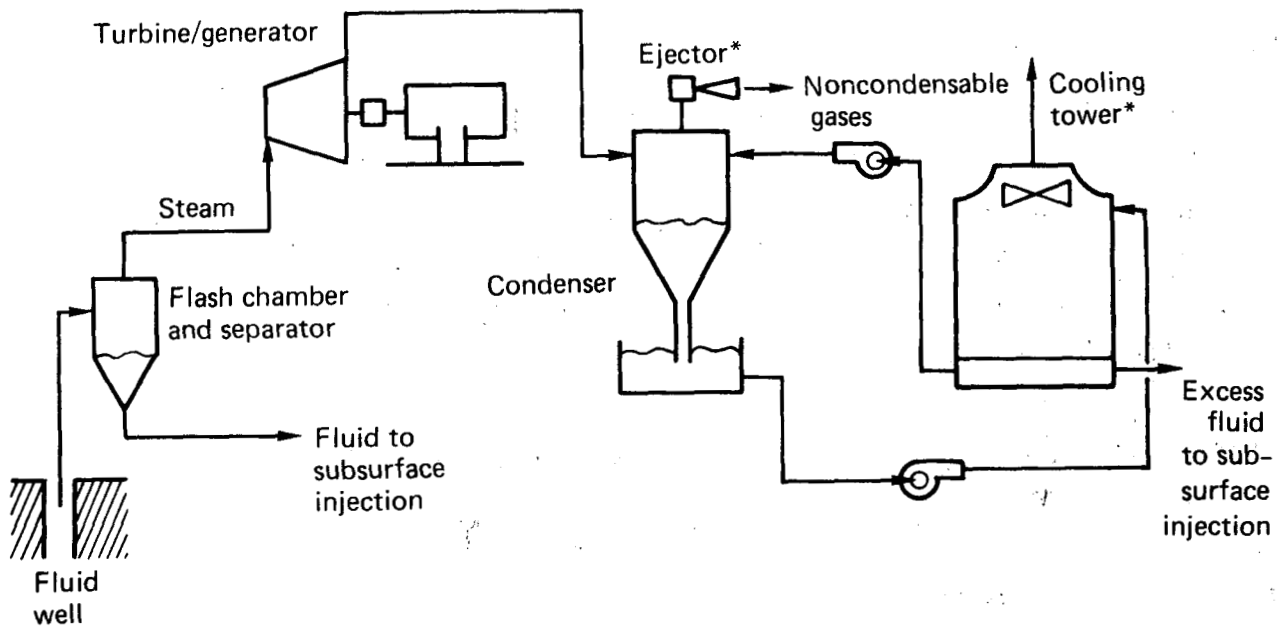 Turbine/generator
Ejector*
Noncondensable
gases
Cooling
tower*
Steam
Flash chamber
and separator
Condenser
Fluid to
subsurface
injection
Excess
fluid
to sub-
surface
injection
Fluid
well